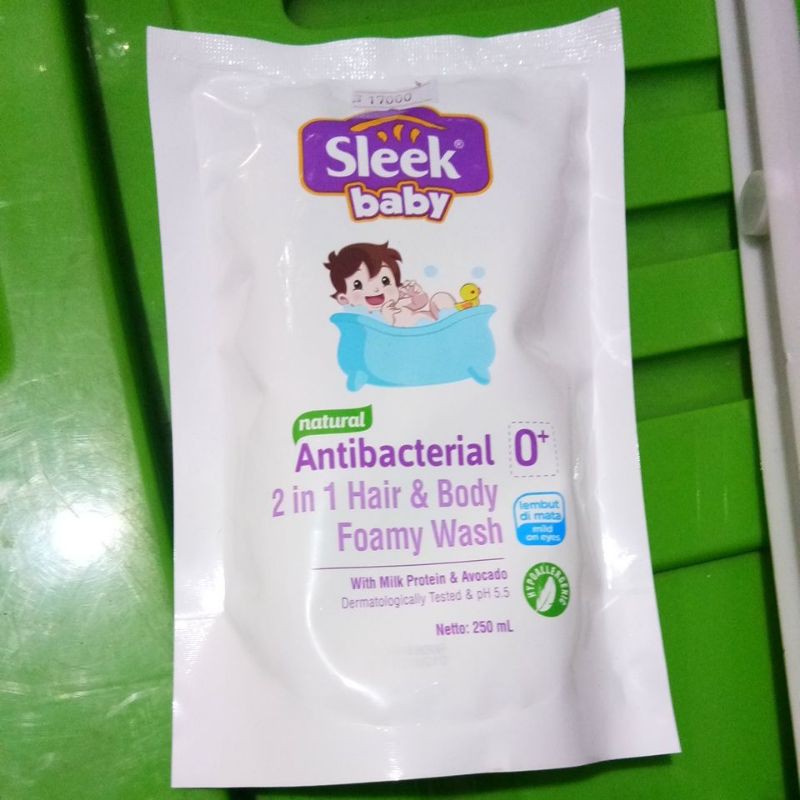 17000
Sleek®
baby
natural
Antibacterial
0+
2 in 1 Hair & Body
Foamy Wash
lembut
di mata
mild
on eyes
With Milk Protein & Avocado
Dermatologically Tested & pH 5.5
HYPOALLERGENIC
Netto: 250 mL